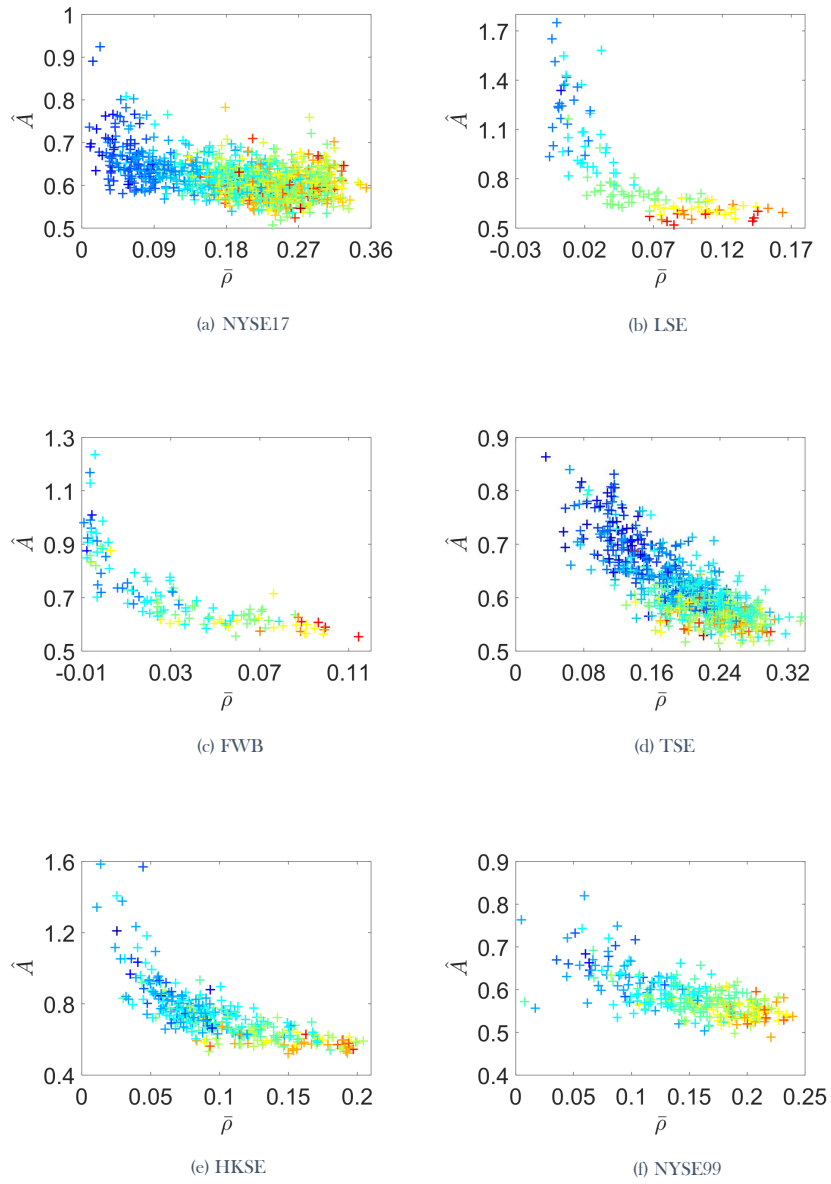 1
0.9
0.8
0.7
0.6
0.5
Â
0 0.09 0.18 0.27 0.36
ρ̄
(a) NYSE17
1.7
1.4
1.1
0.8
0.5
Â
-0.03 0.02 0.07 0.12 0.17
ρ̄
(b) LSE
1.3
1.1
0.9
0.7
0.5
Â
-0.01 0.03 0.07 0.11
ρ̄
(c) FWB
0.9
0.8
0.7
0.6
0.5
Â
0 0.08 0.16 0.24 0.32
ρ̄
(d) TSE
1.6
1.2
0.8
0.4
Â
0 0.05 0.1 0.15 0.2
ρ̄
(e) HKSE
0.9
0.8
0.7
0.6
0.5
0.4
Â
0 0.05 0.1 0.15 0.2 0.25
ρ̄
(f) NYSE99